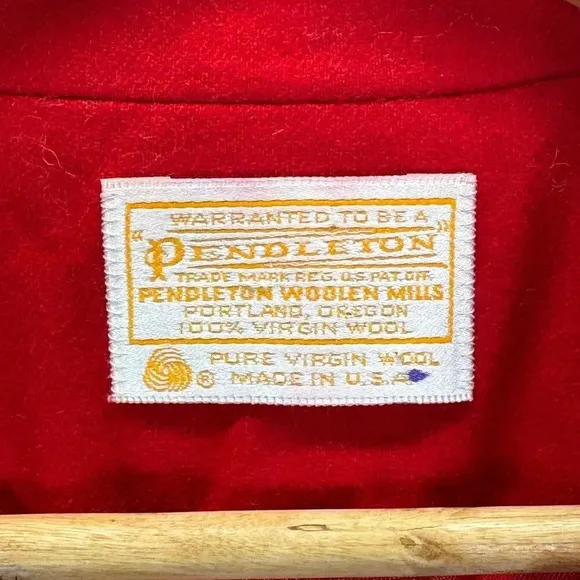 WARRANTED TO BE A
"PENDLETON"
TRADE MARK REG. U.S. PAT. OFF.
PENDLETON WOOLEN MILLS
PORTLAND, OREGON
100% VIRGIN WOOL
® PURE VIRGIN WOOL
MADE IN U.S.A